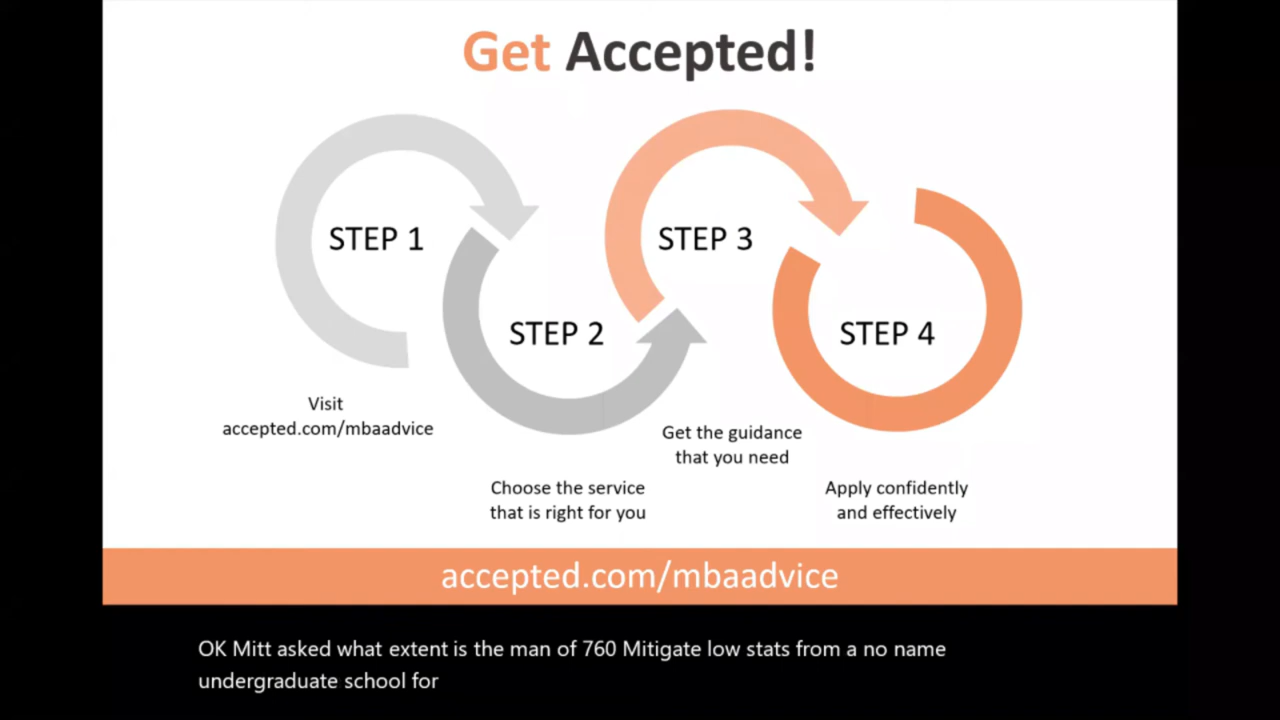 Get Accepted!
STEP 1
STEP 2
STEP 3
STEP 4
Visit
accepted.com/mbaadvice
Choose the service
that is right for you
Get the guidance
that you need
Apply confidently
and effectively
accepted.com/mbaadvice
OK Mitt asked what extent is the man of 760 Mitigate low stats from a no name
undergraduate school for